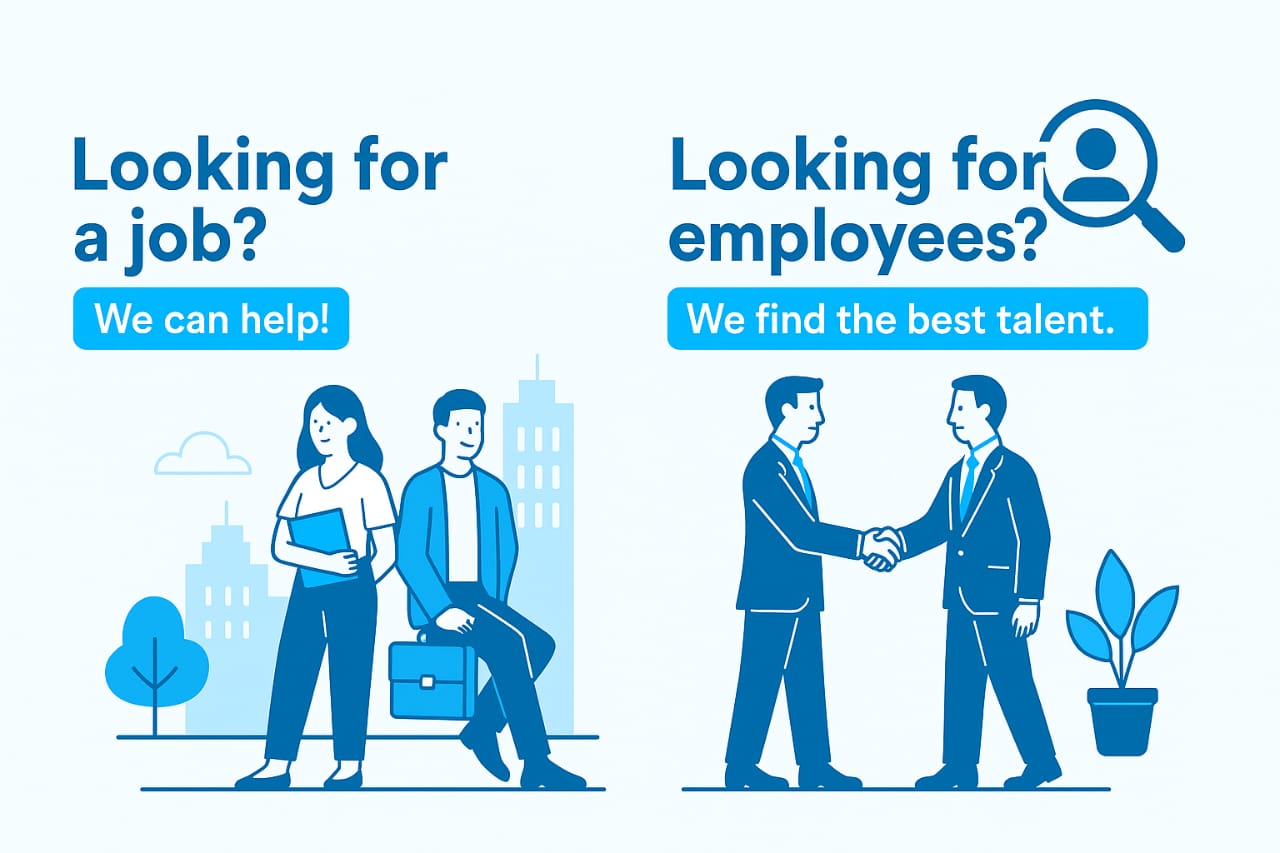 Looking for
a job?
We can help!
Looking for
employees?
We find the best talent.